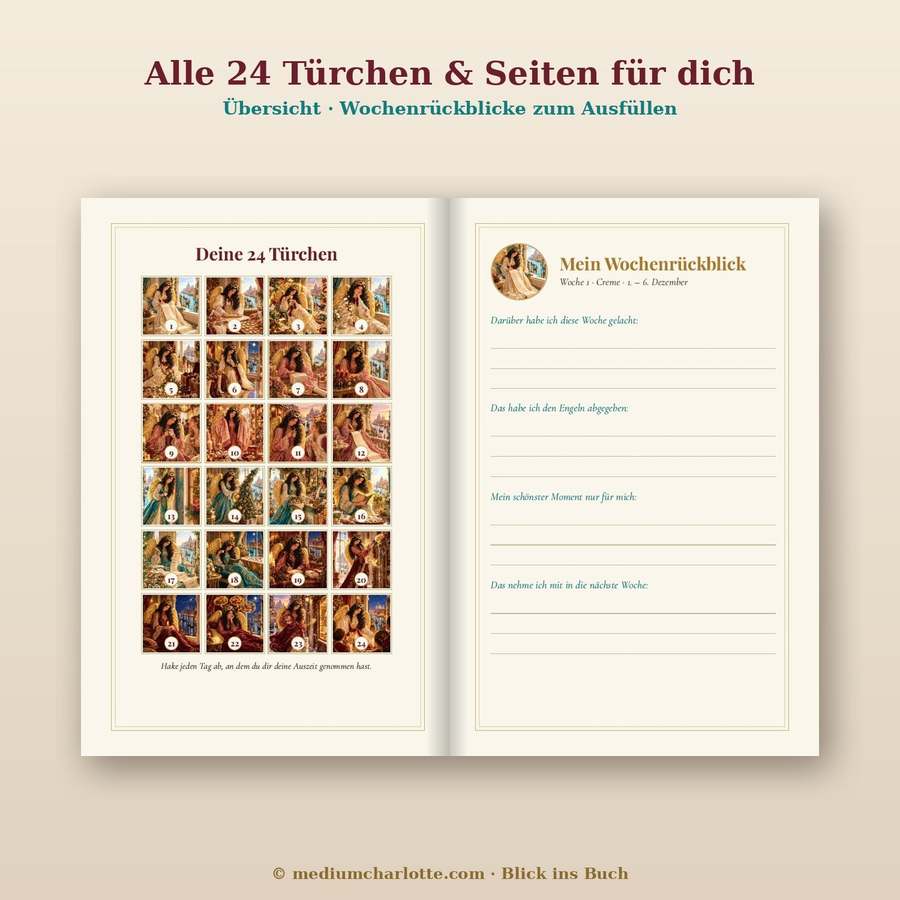 Alle 24 Türchen & Seiten für dich
Übersicht · Wochenrückblicke zum Ausfüllen
Deine 24 Türchen
1 2 3 4
5 6 7 8
9 10 11 12
13 14 15 16
17 18 19 20
21 22 23 24
Hake jeden Tag ab, an dem du dir deine Auszeit genommen hast.
Mein Wochenrückblick
Woche 1 · Creme · 1. – 6. Dezember
Darüber habe ich diese Woche gelacht:
Das habe ich den Engeln abgegeben:
Mein schönster Moment nur für mich:
Das nehme ich mit in die nächste Woche:
© mediumcharlotte.com · Blick ins Buch